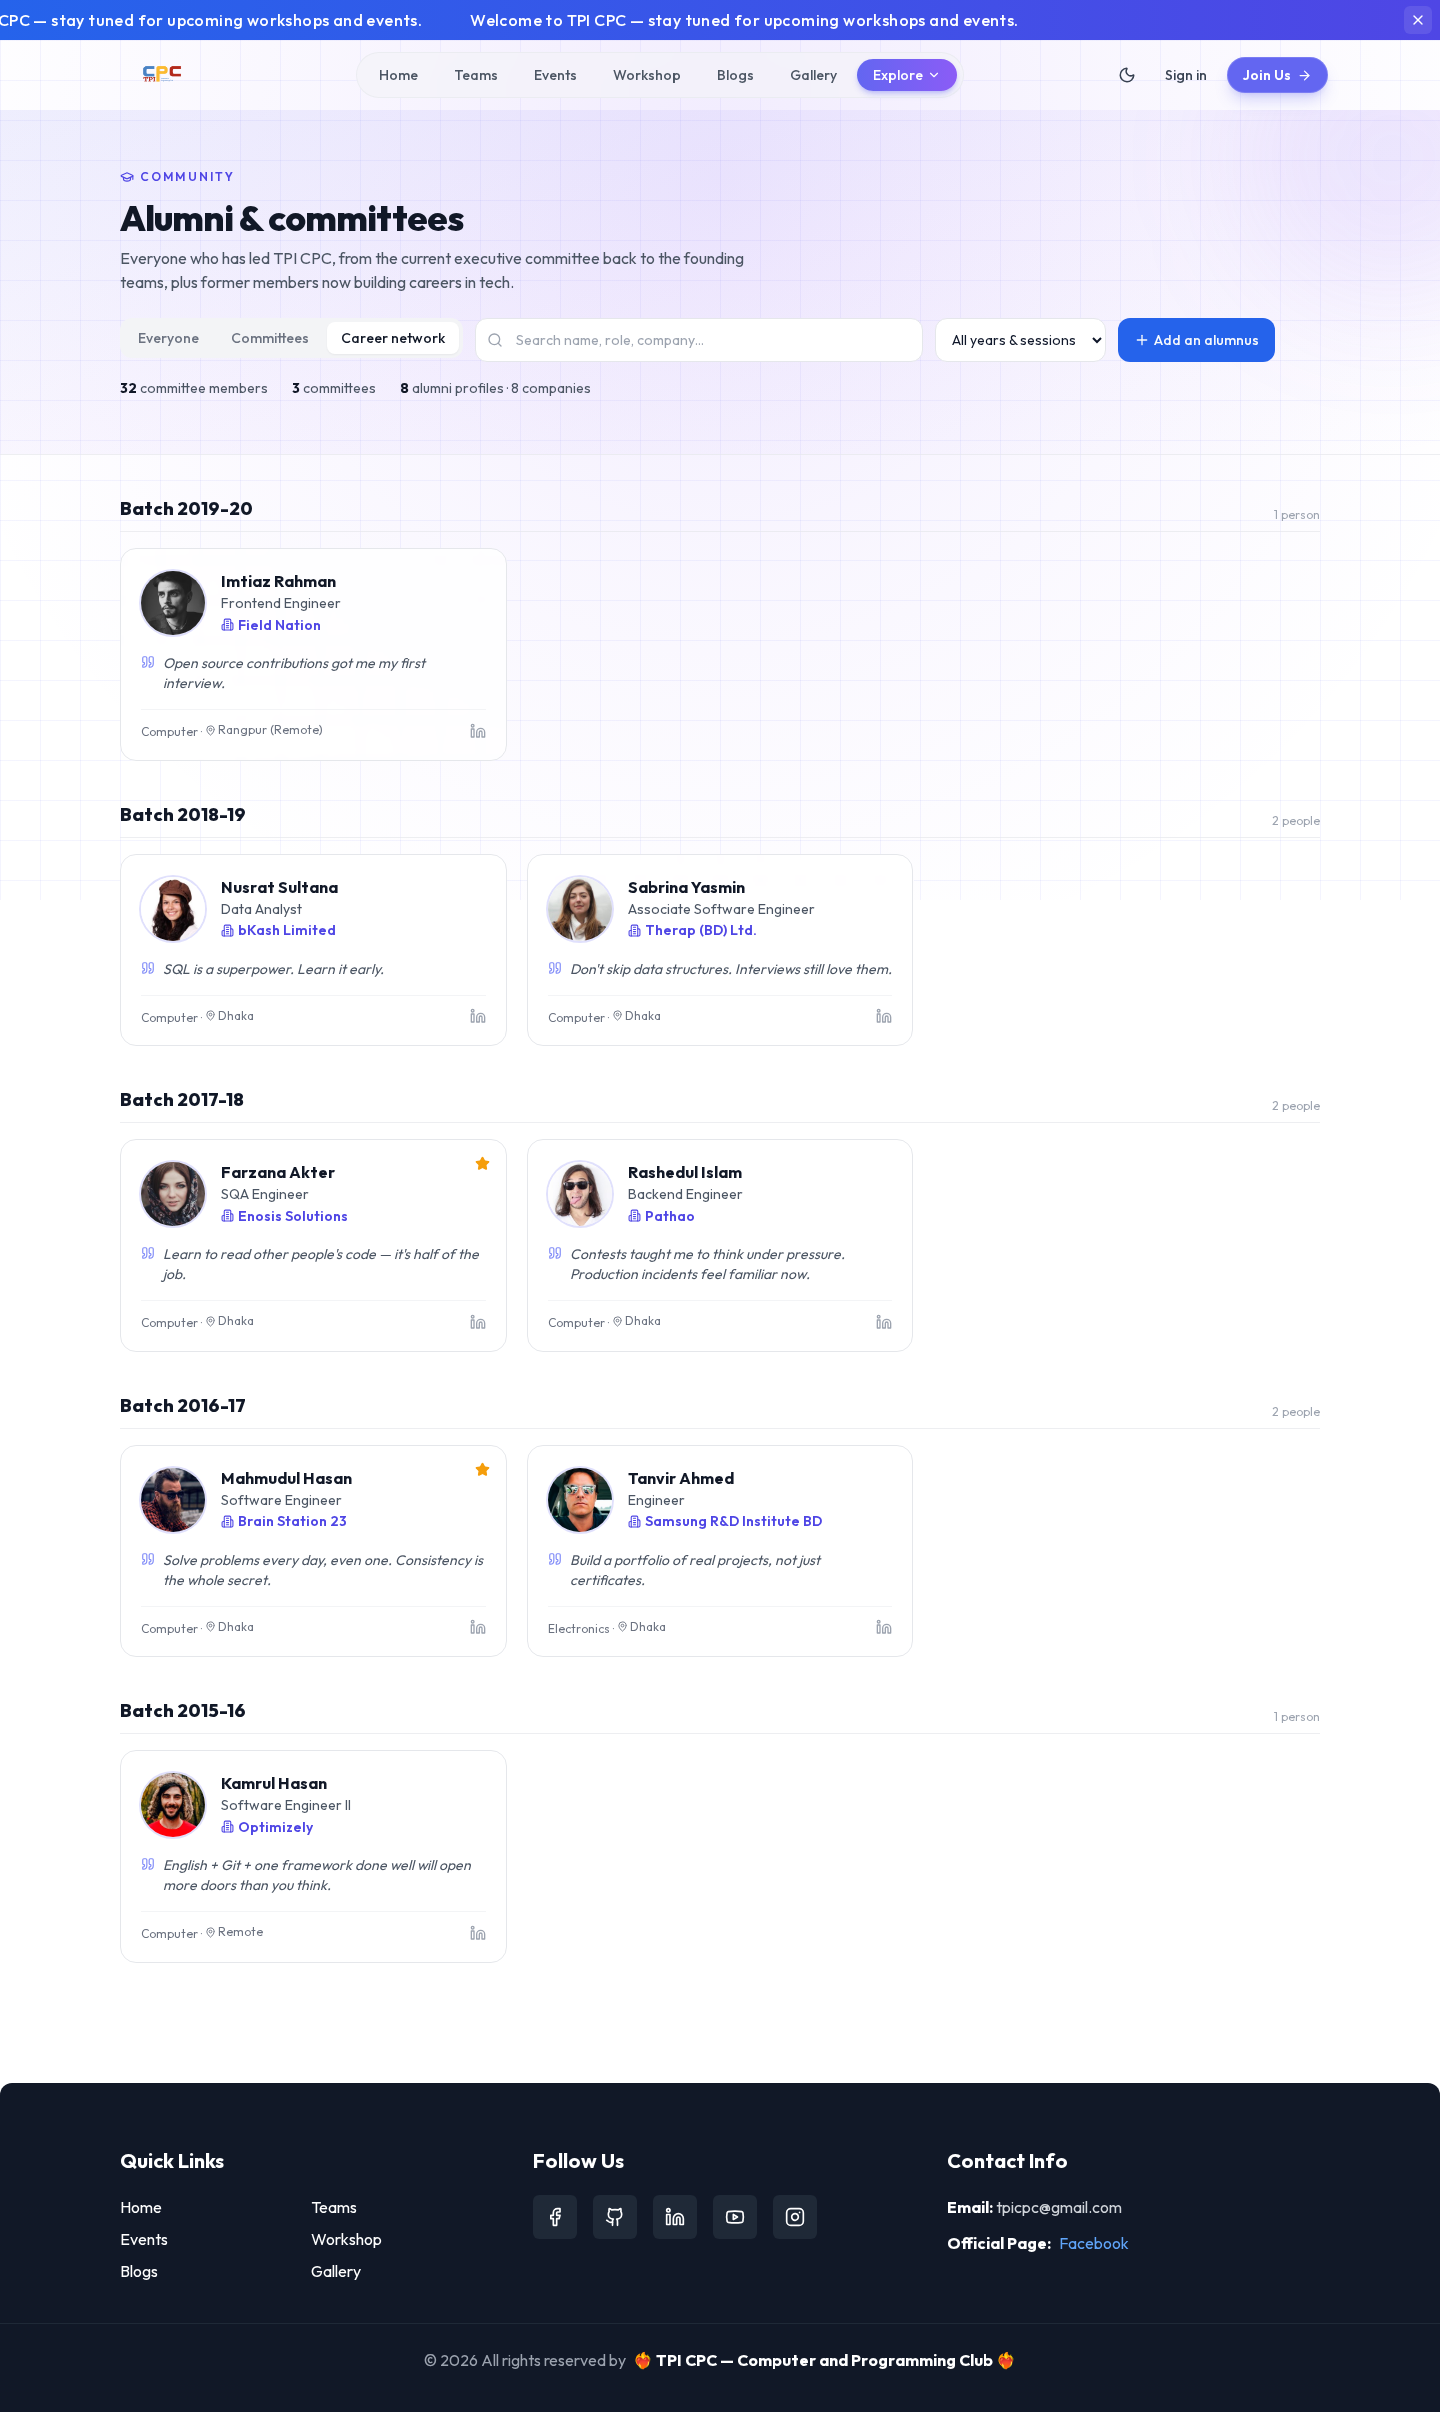 CPC — stay tuned for upcoming workshops and events. Welcome to TPI CPC — stay tuned for upcoming workshops and events.
CPC
TPI
Home Teams Events Workshop Blogs Gallery Explore Sign in Join Us
COMMUNITY
Alumni & committees
Everyone who has led TPI CPC, from the current executive committee back to the founding
teams, plus former members now building careers in tech.
Everyone Committees Career network Search name, role, company... All years & sessions Add an alumnus
32 committee members 3 committees 8 alumni profiles · 8 companies
Batch 2019-20 1 person
Imtiaz Rahman
Frontend Engineer
Field Nation
Open source contributions got me my first
interview.
Computer · Rangpur (Remote)
Batch 2018-19 2 people
Nusrat Sultana
Data Analyst
bKash Limited
SQL is a superpower. Learn it early.
Computer · Dhaka
Sabrina Yasmin
Associate Software Engineer
Therap (BD) Ltd.
Don't skip data structures. Interviews still love them.
Computer · Dhaka
Batch 2017-18 2 people
Farzana Akter
SQA Engineer
Enosis Solutions
Learn to read other people's code — it's half of the
job.
Computer · Dhaka
Rashedul Islam
Backend Engineer
Pathao
Contests taught me to think under pressure.
Production incidents feel familiar now.
Computer · Dhaka
Batch 2016-17 2 people
Mahmudul Hasan
Software Engineer
Brain Station 23
Solve problems every day, even one. Consistency is
the whole secret.
Computer · Dhaka
Tanvir Ahmed
Engineer
Samsung R&D Institute BD
Build a portfolio of real projects, not just
certificates.
Electronics · Dhaka
Batch 2015-16 1 person
Kamrul Hasan
Software Engineer II
Optimizely
English + Git + one framework done well will open
more doors than you think.
Computer · Remote
Quick Links
Home Teams
Events Workshop
Blogs Gallery
Follow Us
Contact Info
Email: tpicpc@gmail.com
Official Page: Facebook
© 2026 All rights reserved by ❤️‍🔥 TPI CPC — Computer and Programming Club ❤️‍🔥